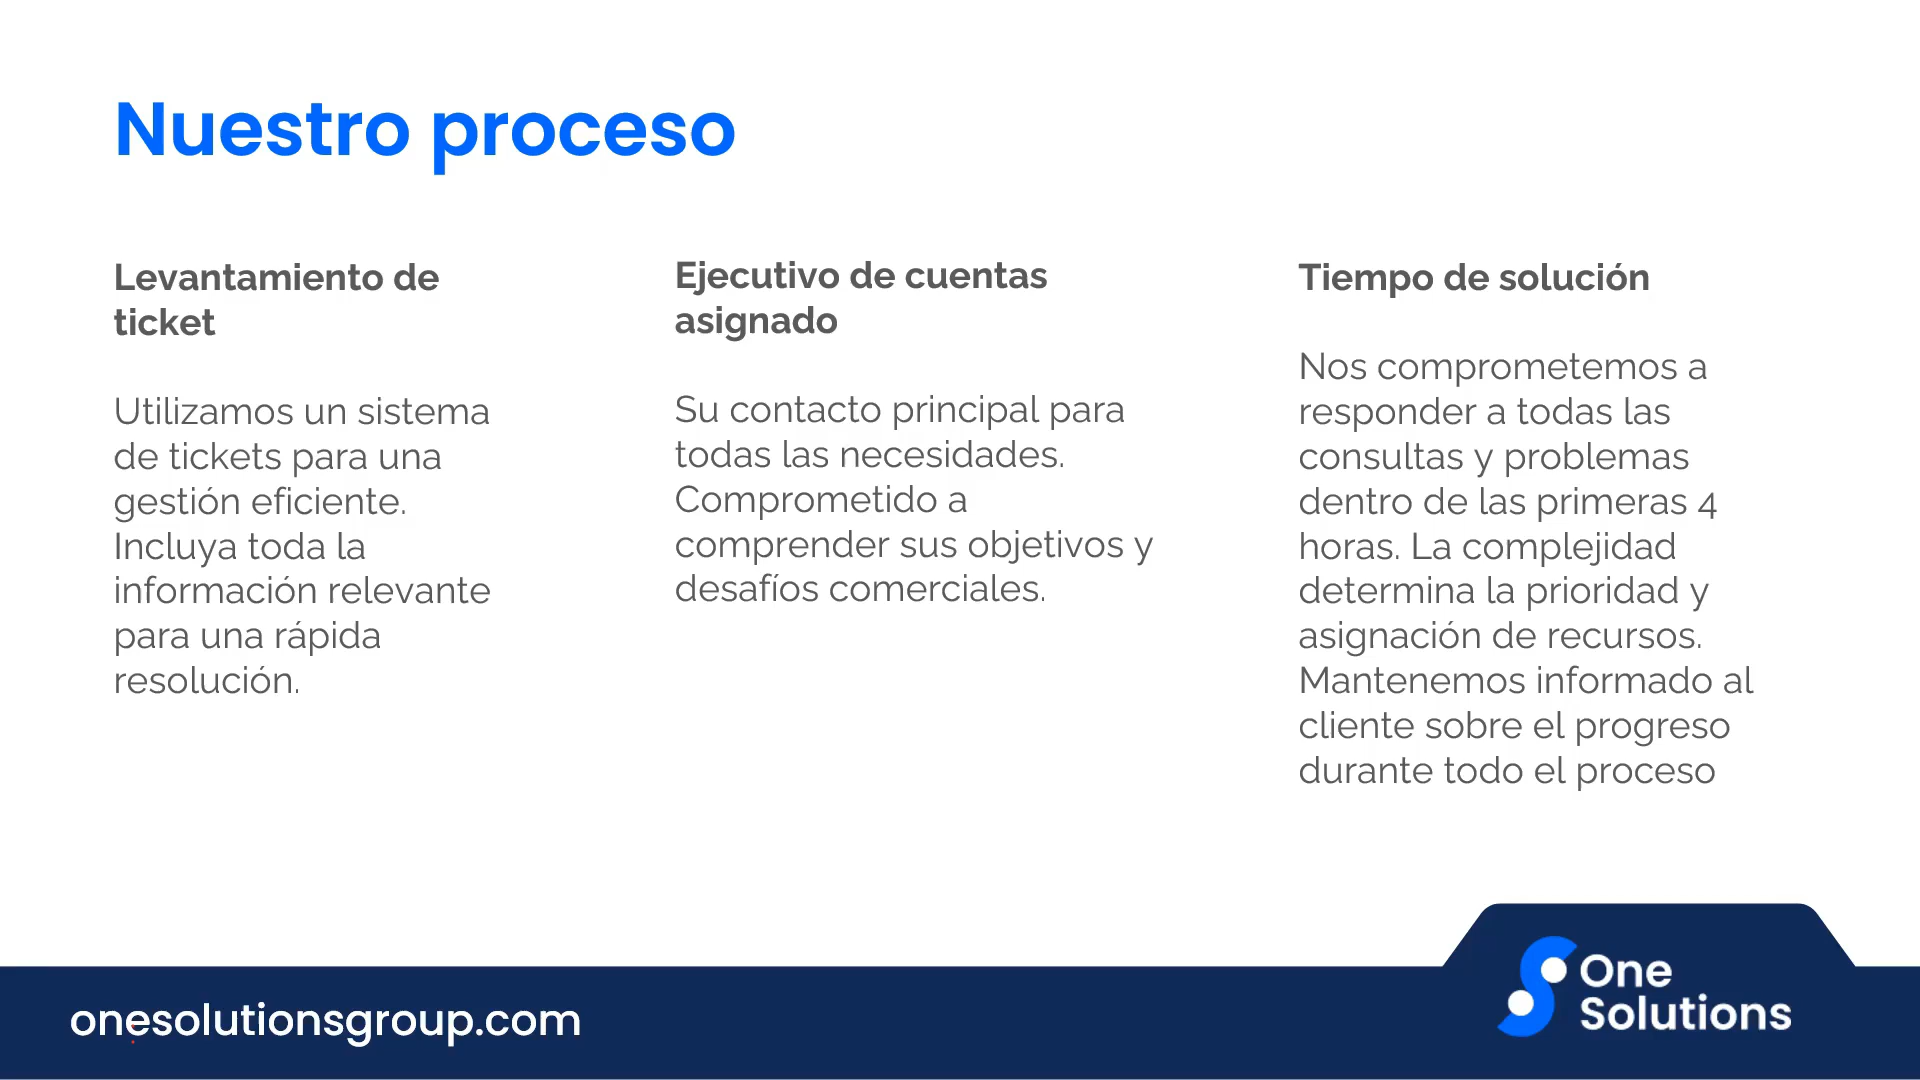 Nuestro proceso
Levantamiento de
ticket
Utilizamos un sistema
de tickets para una
gestión eficiente.
Incluya toda la
información relevante
para una rápida
resolución.
Ejecutivo de cuentas
asignado
Su contacto principal para
todas las necesidades.
Comprometido a
comprender sus objetivos y
desafíos comerciales.
Tiempo de solución
Nos comprometemos a
responder a todas las
consultas y problemas
dentro de las primeras 4
horas. La complejidad
determina la prioridad y
asignación de recursos.
Mantenemos informado al
cliente sobre el progreso
durante todo el proceso
onesolutionsgroup.com
One
Solutions